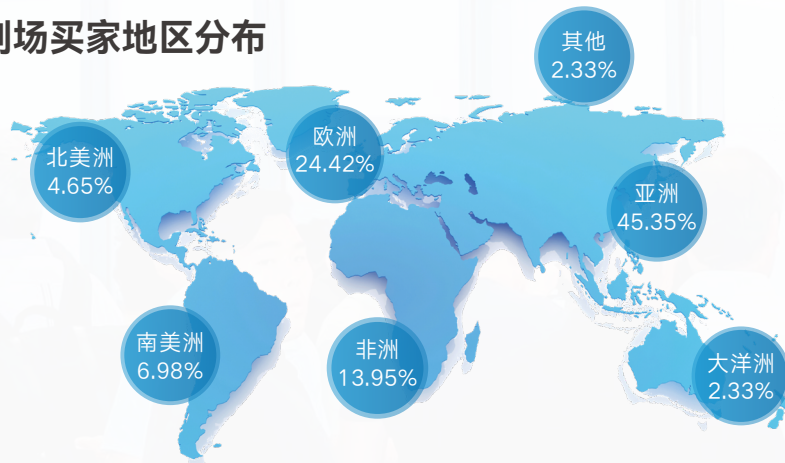 到场买家地区分布
其他
2.33%
欧洲
24.42%
北美洲
4.65%
亚洲
45.35%
南美洲
6.98%
非洲
13.95%
大洋洲
2.33%